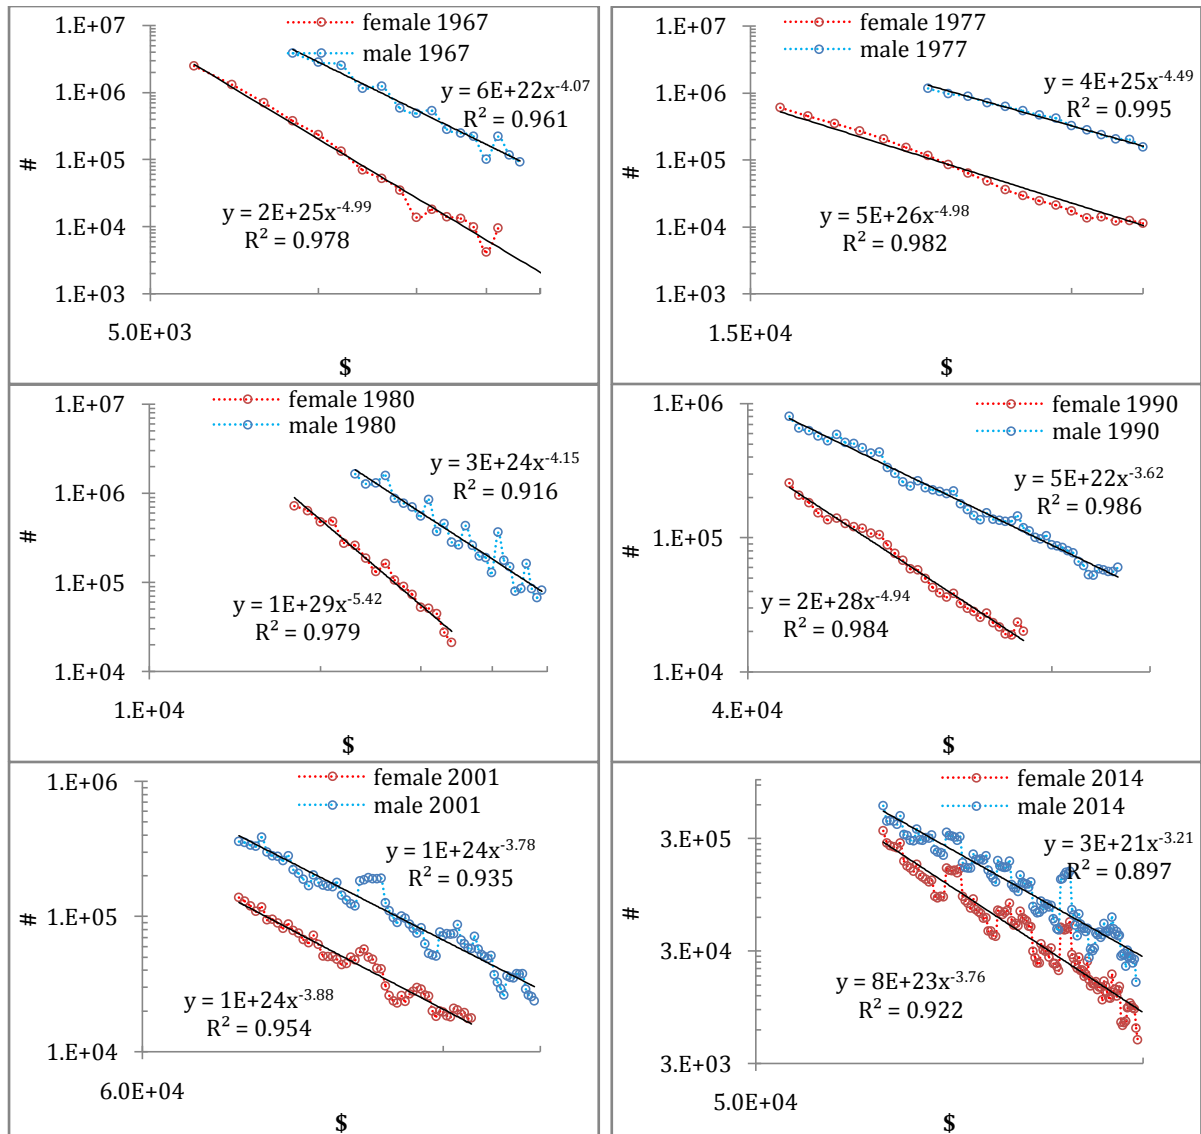 female 1967
male 1967
1.E+07
1.E+06
1.E+05
1.E+04
1.E+03
#
y = 6E+22x^-4.07
R² = 0.961
y = 2E+25x^-4.99
R² = 0.978
5.0E+03
$
female 1977
male 1977
1.E+07
1.E+06
1.E+05
1.E+04
1.E+03
#
y = 4E+25x^-4.49
R² = 0.995
y = 5E+26x^-4.98
R² = 0.982
1.5E+04
$
female 1980
male 1980
1.E+07
1.E+06
1.E+05
1.E+04
#
y = 3E+24x^-4.15
R² = 0.916
y = 1E+29x^-5.42
R² = 0.979
1.E+04
$
female 1990
male 1990
1.E+06
1.E+05
1.E+04
#
y = 5E+22x^-3.62
R² = 0.986
y = 2E+28x^-4.94
R² = 0.984
4.E+04
$
female 2001
male 2001
1.E+06
1.E+05
1.E+04
#
y = 1E+24x^-3.78
R² = 0.935
y = 1E+24x^-3.88
R² = 0.954
6.0E+04
$
female 2014
male 2014
3.E+05
3.E+04
3.E+03
#
y = 3E+21x^-3.21
R² = 0.897
y = 8E+23x^-3.76
R² = 0.922
5.0E+04
$